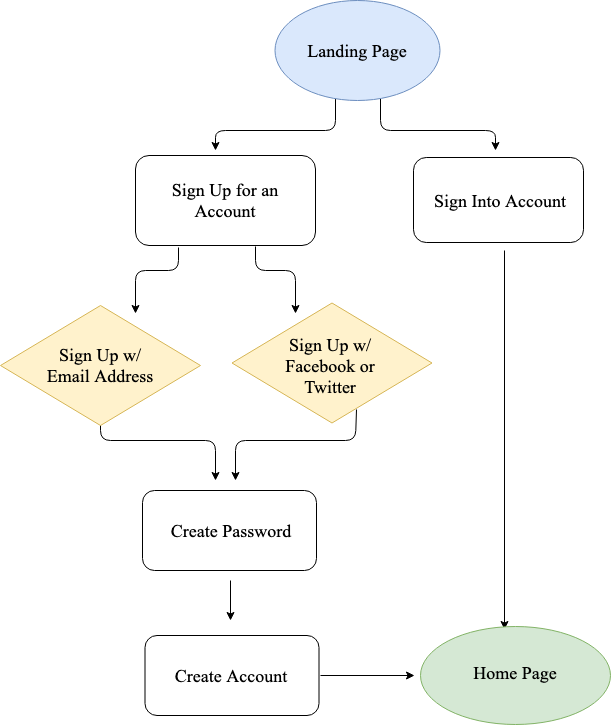 Landing Page
Sign Up for an
Account
Sign Into Account
Sign Up w/
Email Address
Sign Up w/
Facebook or
Twitter
Create Password
Create Account
Home Page